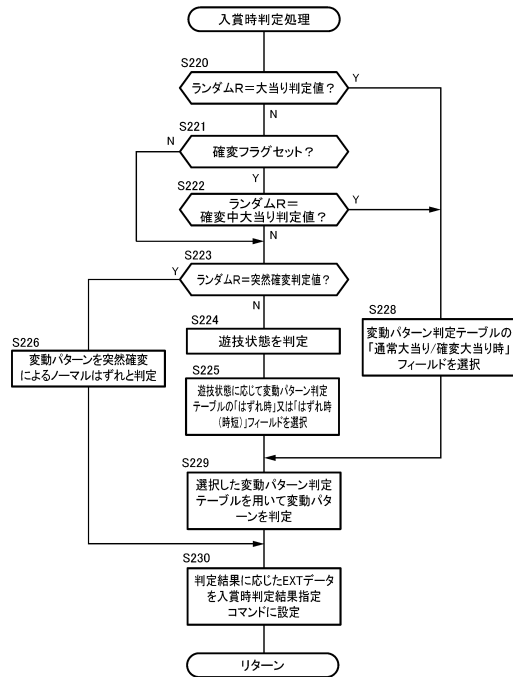 入賞時判定処理
S220
ランダムR=大当り判定値?
Y
N
S221
N
確変フラグセット?
Y
S222
ランダムR=
確変中大当り判定値?
Y
N
S223
Y
ランダムR=突然確変判定値?
N
S224
遊技状態を判定
S228
変動パターン判定テーブルの
「通常大当り/確変大当り時」
フィールドを選択
S226
変動パターンを突然確変
によるノーマルはずれと判定
S225
遊技状態に応じて変動パターン判定
テーブルの「はずれ時」又は「はずれ時
(時短)」フィールドを選択
S229
選択した変動パターン判定
テーブルを用いて変動パタ
ーンを判定
S230
判定結果に応じたEXTデータ
を入賞時判定結果指定
コマンドに設定
リターン